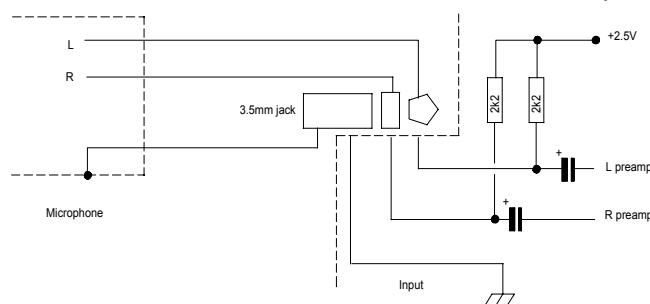 L
+2.5V
R
3.5mm jack
2k2
2k2
+
L preamp
+
R preamp
Microphone
Input